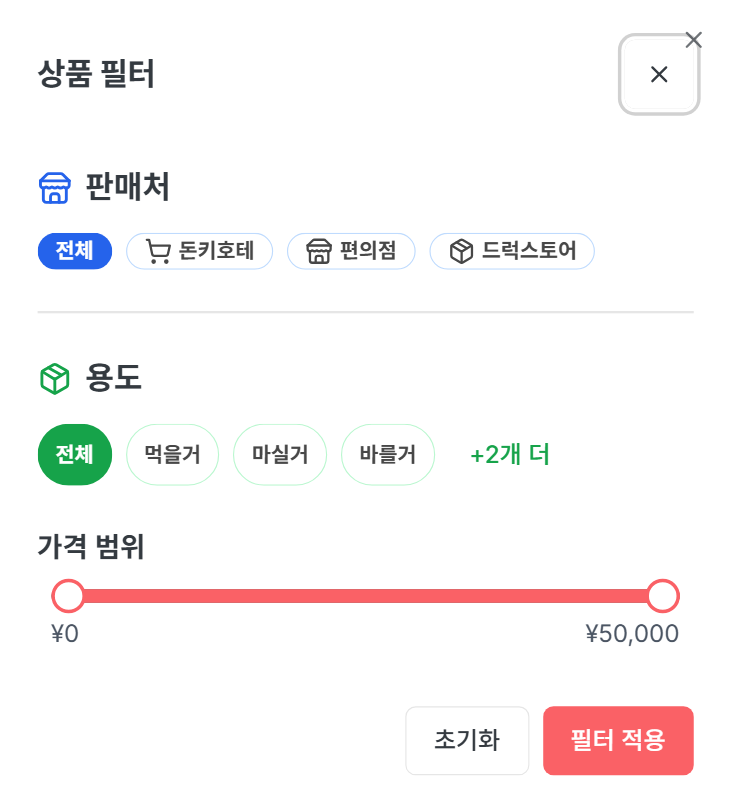 상품 필터
판매처
전체 돈키호테 편의점 드럭스토어
용도
전체 먹을거 마실거 바를거 +2개 더
가격 범위
¥0 ¥50,000
초기화 필터 적용